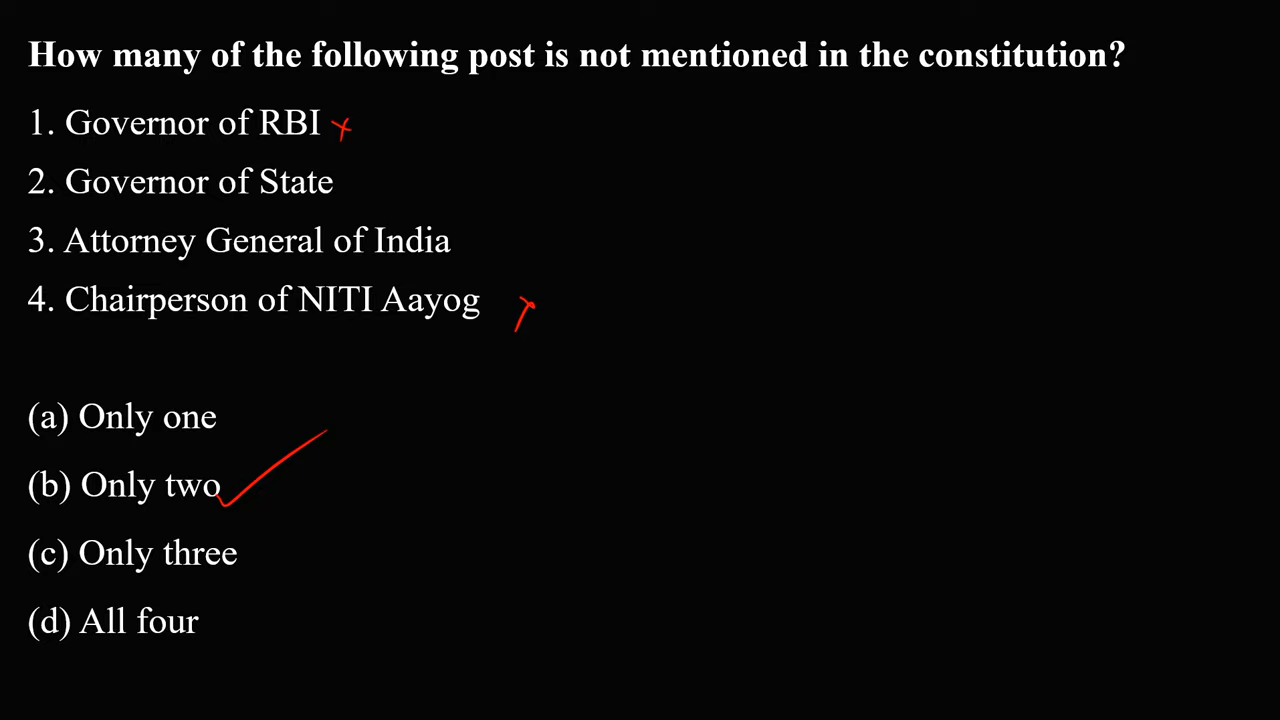 How many of the following post is not mentioned in the constitution?
1. Governor of RBI
2. Governor of State
3. Attorney General of India
4. Chairperson of NITI Aayog
(a) Only one
(b) Only two
(c) Only three
(d) All four